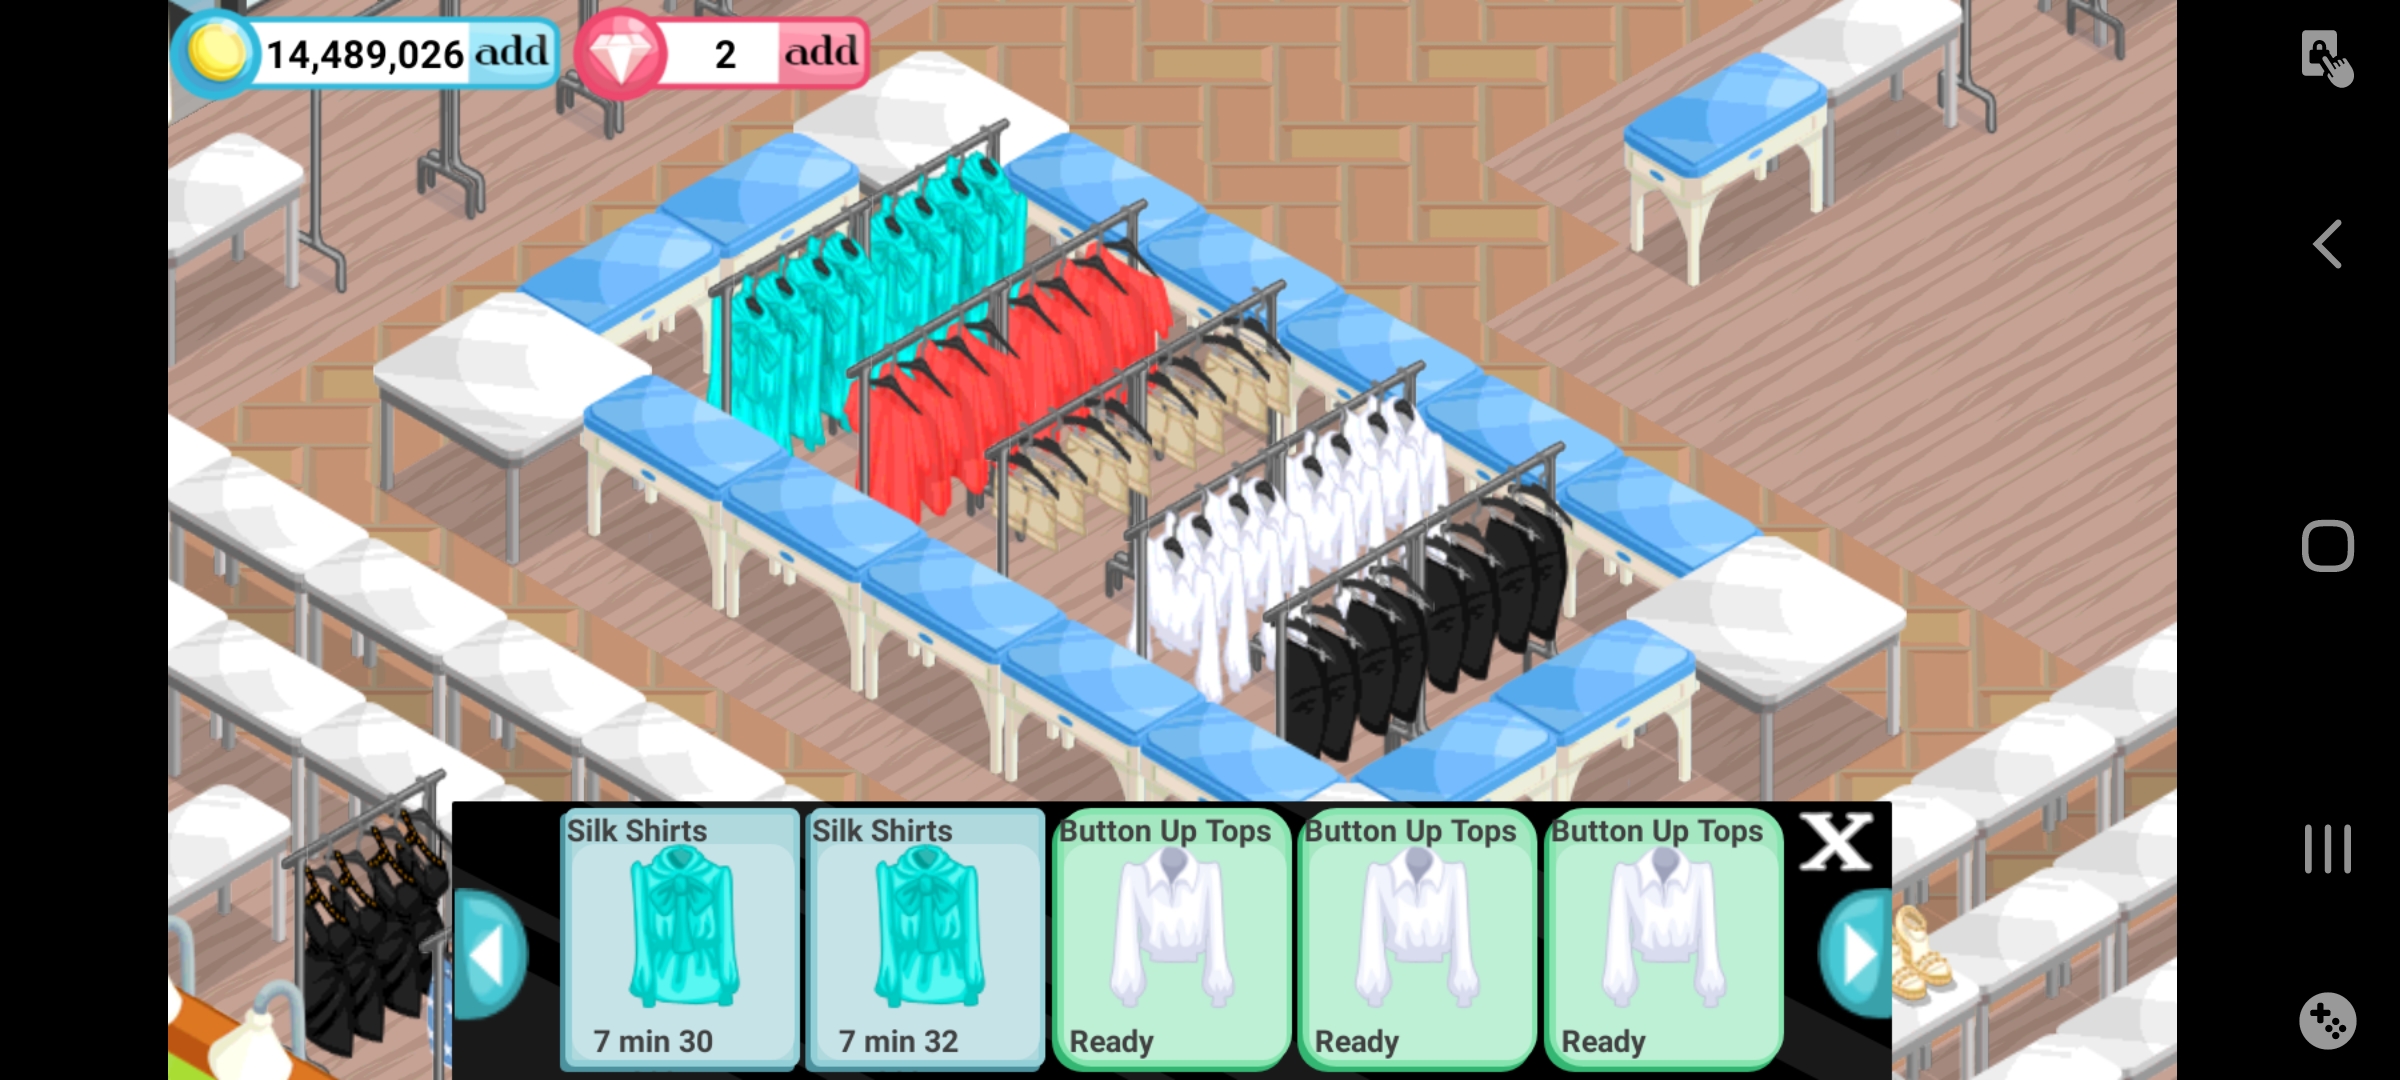 14,489,026 add 2 add
Silk Shirts Silk Shirts Button Up Tops Button Up Tops Button Up Tops X
7 min 30 7 min 32 Ready Ready Ready